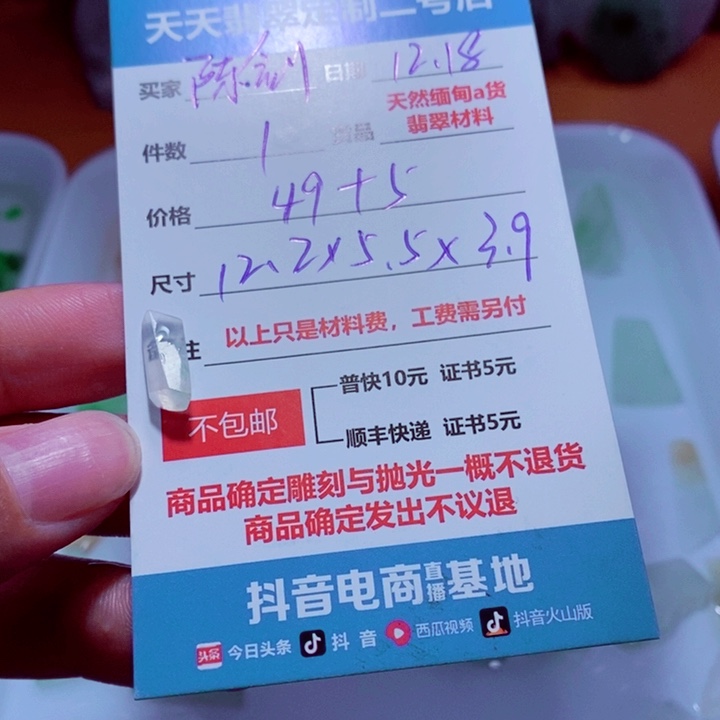 天天翡翠定制二号店
买家 陈剑 日期 12.18
件数 1 货品 天然缅甸a货
翡翠材料
价格 49+5
尺寸 12.2x5.5x3.9
注 以上只是材料费，工费需另付
不包邮 普快10元 证书5元
顺丰快递 证书5元
商品确定雕刻与抛光一概不退货
商品确定发出不议退
抖音电商直播基地
头条 今日头条 抖音 西瓜视频 抖音火山版